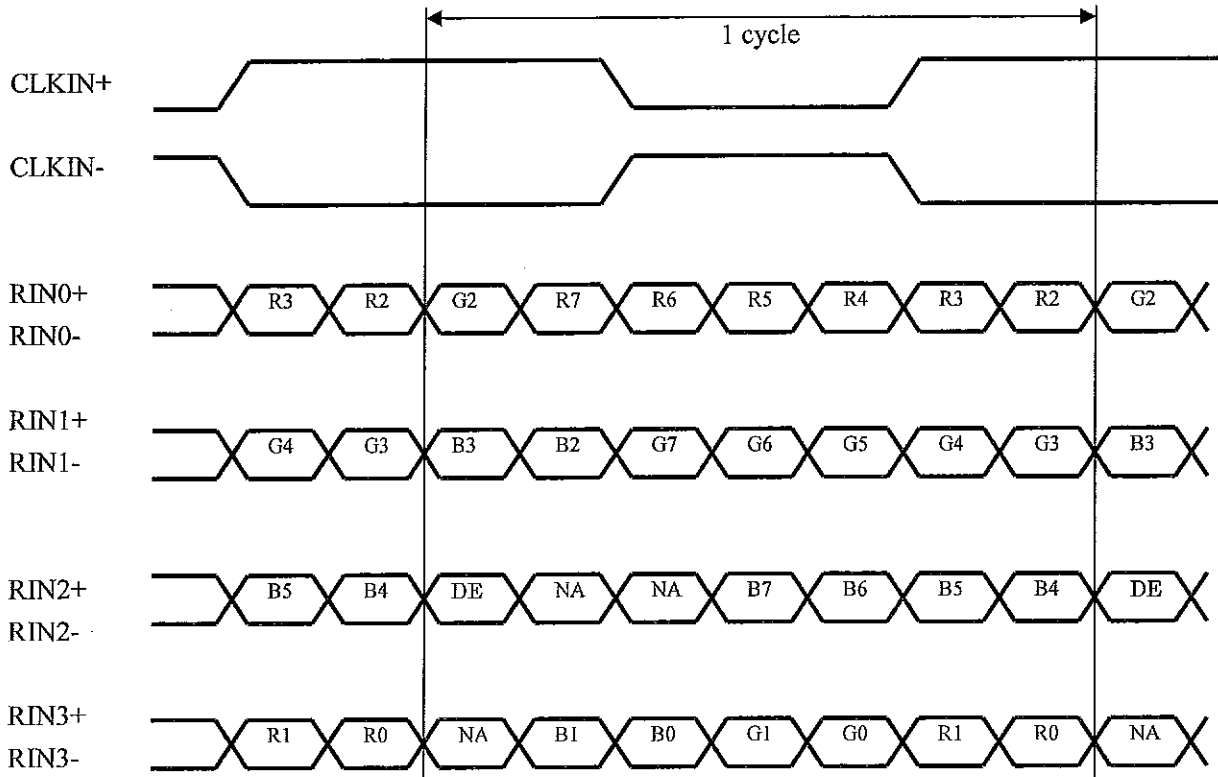 1 cycle
CLKIN+
CLKIN-
RIN0+
R3 R2 G2 R7 R6 R5 R4 R3 R2 G2
RIN0-
RIN1+
G4 G3 B3 B2 G7 G6 G5 G4 G3 B3
RIN1-
RIN2+
B5 B4 DE NA NA B7 B6 B5 B4 DE
RIN2-
RIN3+
R1 R0 NA B1 B0 G1 G0 R1 R0 NA
RIN3-